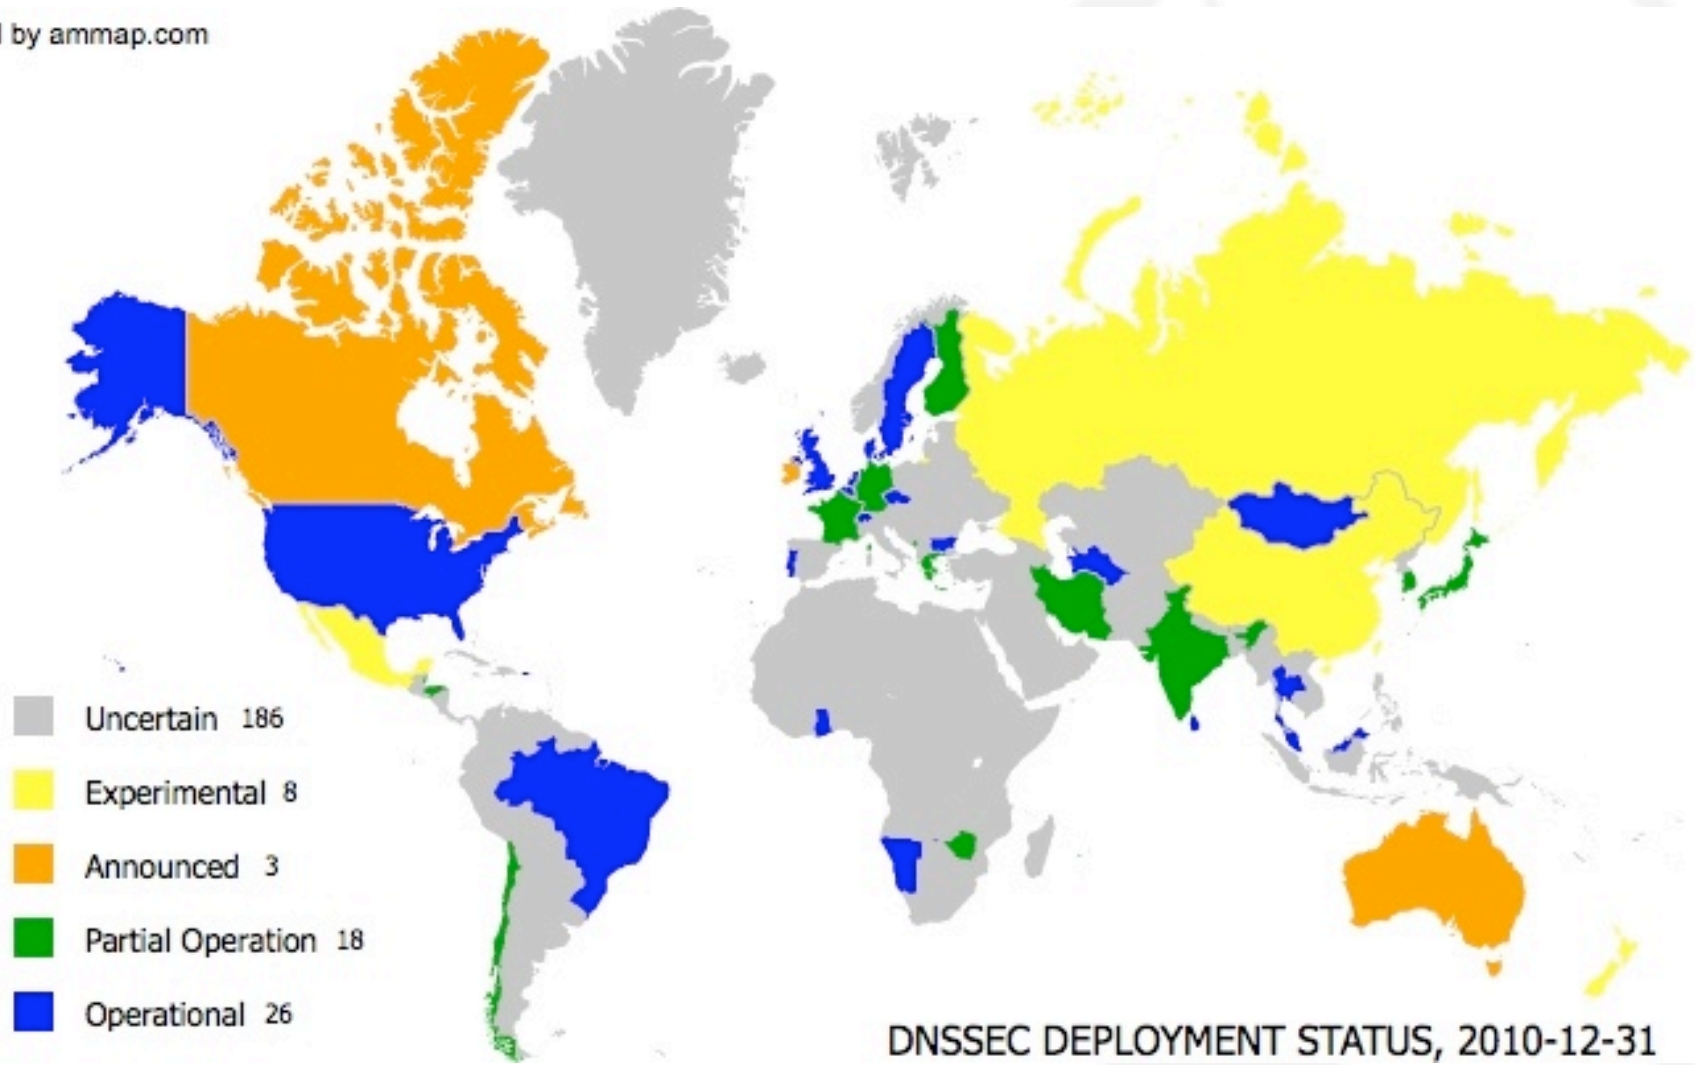 by ammap.com
Uncertain 186
Experimental 8
Announced 3
Partial Operation 18
Operational 26
DNSSEC DEPLOYMENT STATUS, 2010-12-31